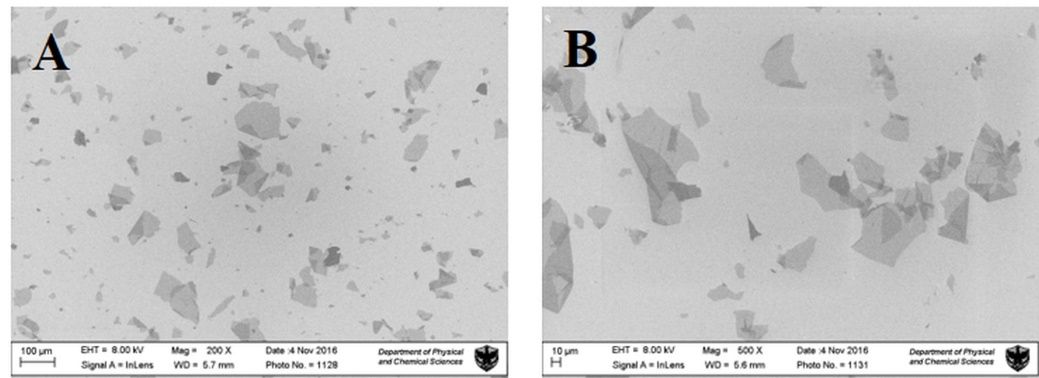 A
B
100 µm
EHT = 8.00 kV
Mag = 200 X
Date :4 Nov 2016
Department of Physical
and Chemical Sciences
Signal A = InLens
WD = 5.7 mm
Photo No. = 1128
10 µm
EHT = 8.00 kV
Mag = 500 X
Date :4 Nov 2016
Department of Physical
and Chemical Sciences
Signal A = InLens
WD = 5.6 mm
Photo No. = 1131